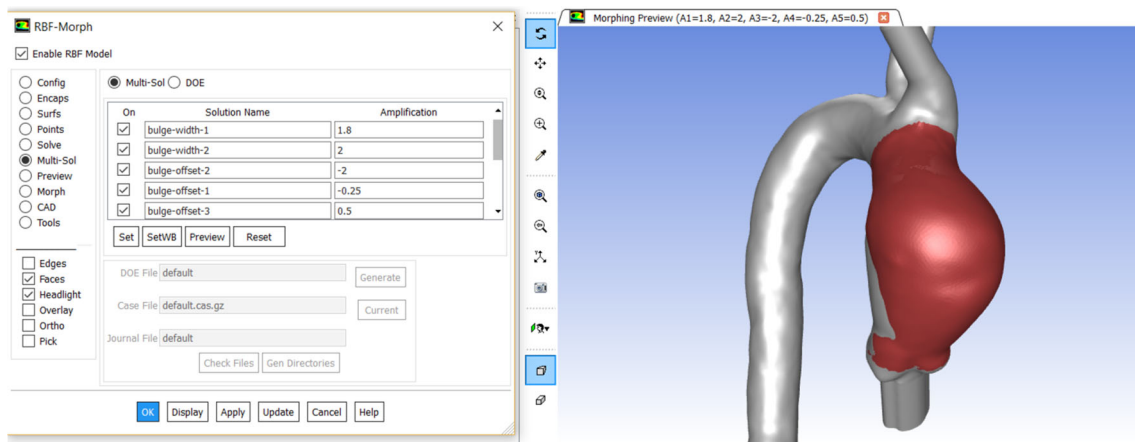 RBF-Morph
Enable RBF Model
Config
Encaps
Surfs
Points
Solve
Multi-Sol
Preview
Morph
CAD
Tools
Edges
Faces
Headlight
Overlay
Ortho
Pick
Multi-Sol DOE
On Solution Name Amplification
bulge-width-1 1.8
bulge-width-2 2
bulge-offset-2 -2
bulge-offset-1 -0.25
bulge-offset-3 0.5
Set SetWB Preview Reset
DOE File default Generate
Case File default.cas.gz Current
Journal File default
Check Files Gen Directories
OK Display Apply Update Cancel Help
Morphing Preview (A1=1.8, A2=2, A3=-2, A4=-0.25, A5=0.5)